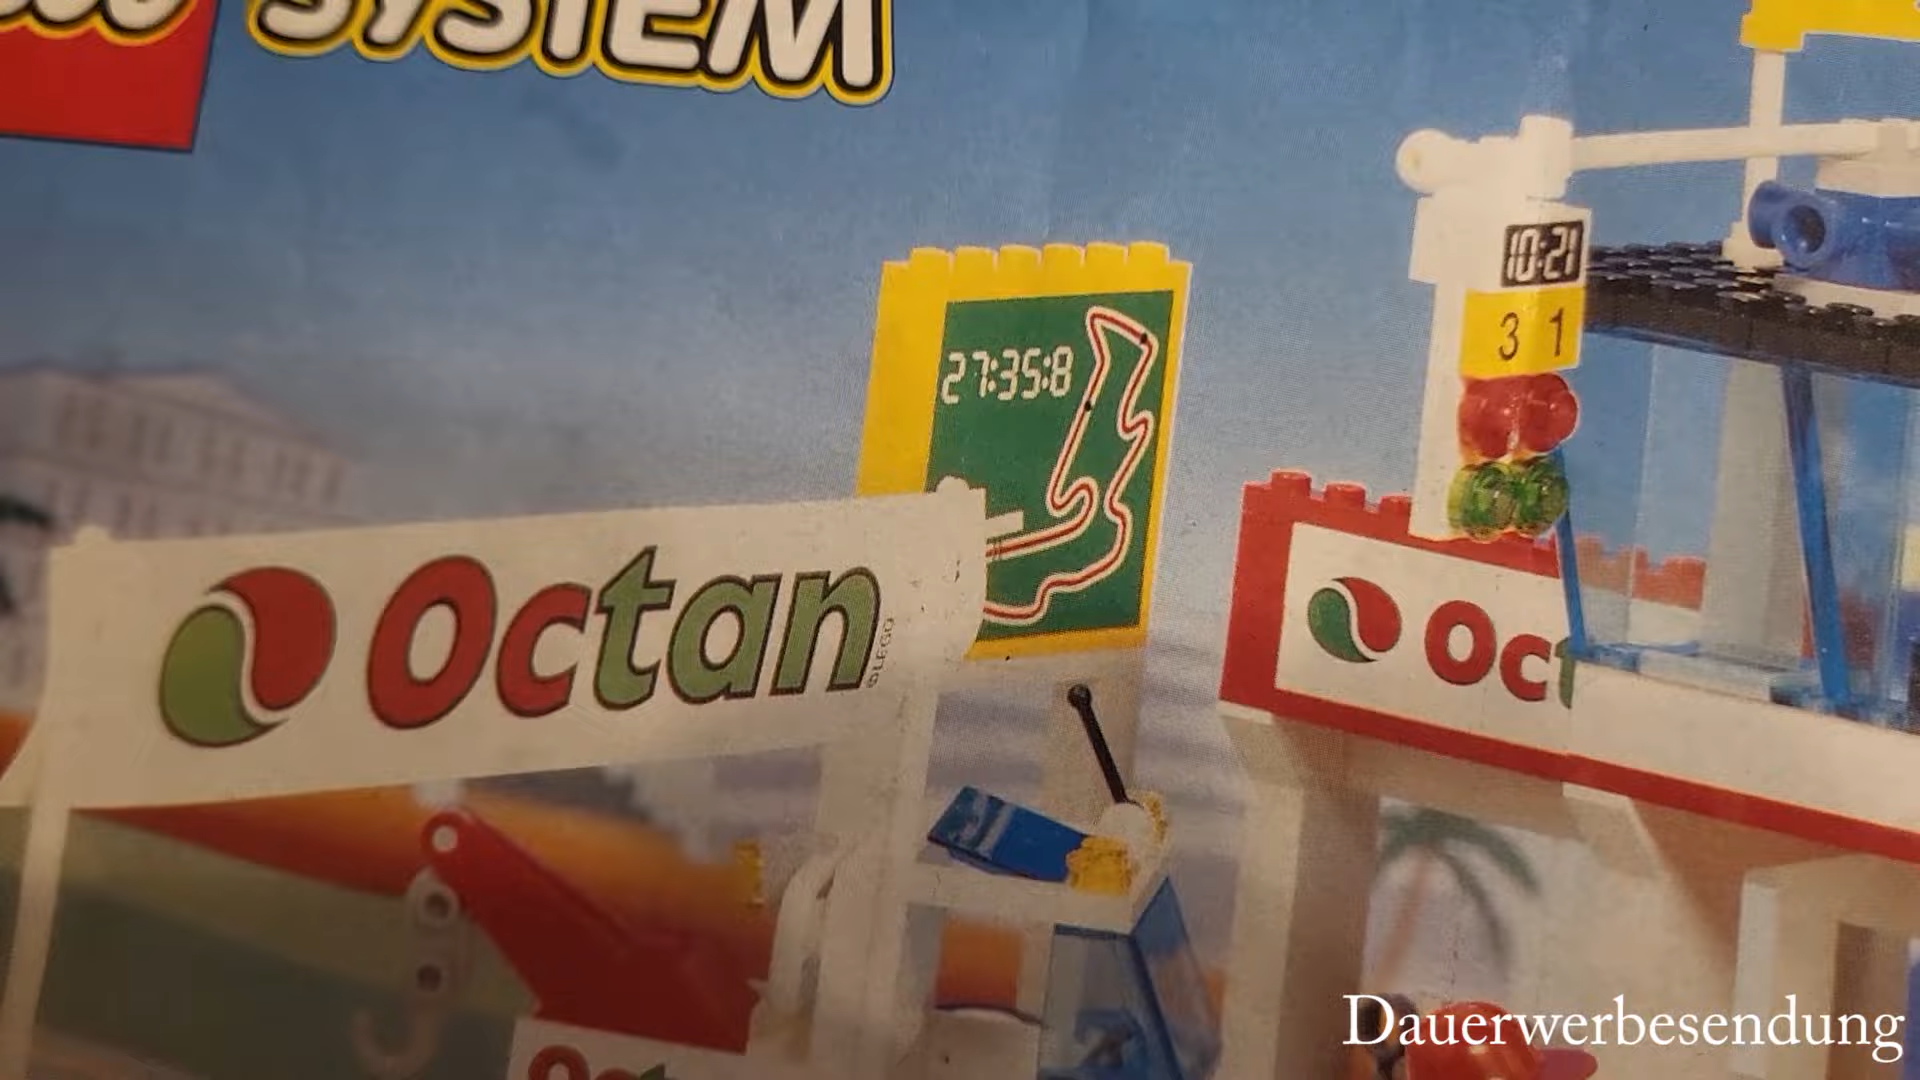 SYSTEM
10:21
3 1
27:35:8
Octan
©LEGO
Oct
Dauerwerbesendung